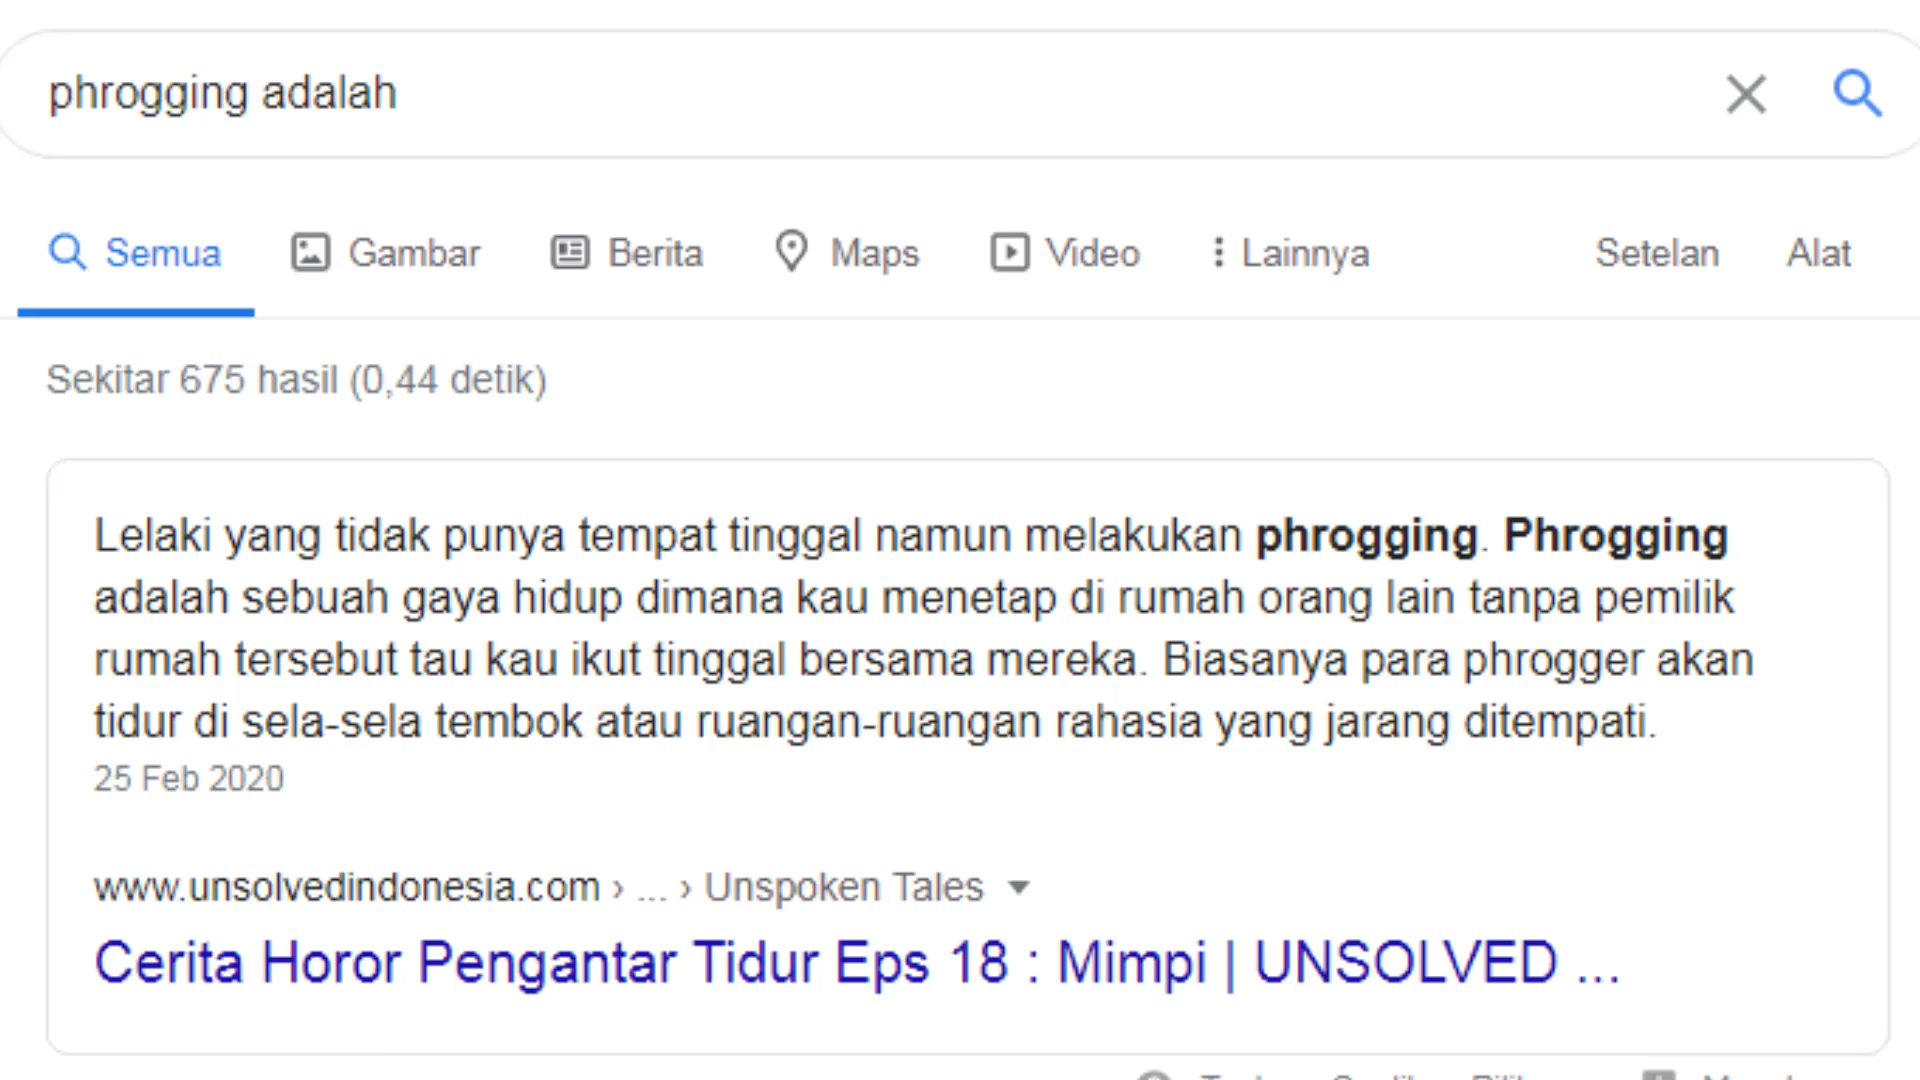 phrogging adalah
Semua Gambar Berita Maps Video Lainnya Setelan Alat
Sekitar 675 hasil (0,44 detik)
Lelaki yang tidak punya tempat tinggal namun melakukan phrogging. Phrogging
adalah sebuah gaya hidup dimana kau menetap di rumah orang lain tanpa pemilik
rumah tersebut tau kau ikut tinggal bersama mereka. Biasanya para phrogger akan
tidur di sela-sela tembok atau ruangan-ruangan rahasia yang jarang ditempati.
25 Feb 2020
www.unsolvedindonesia.com › ... › Unspoken Tales
Cerita Horor Pengantar Tidur Eps 18 : Mimpi | UNSOLVED ...